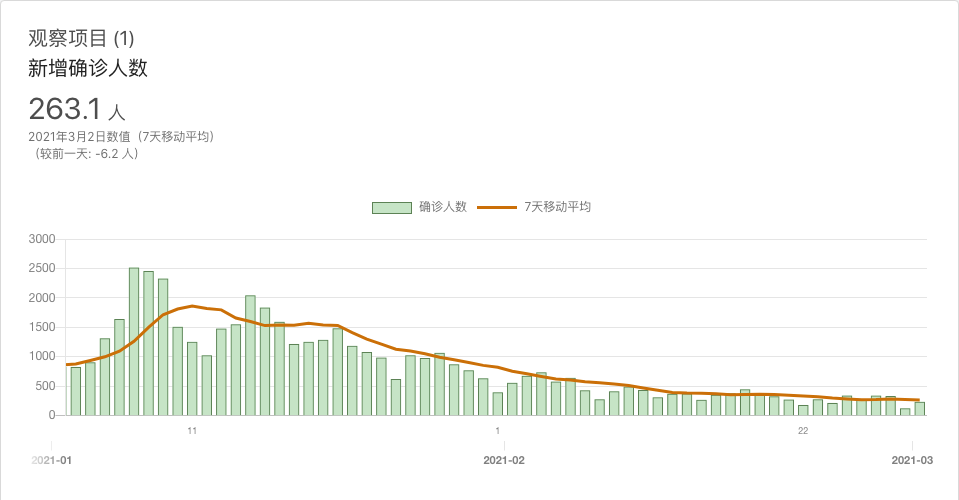 观察项目 (1)
新增确诊人数
263.1 人
2021年3月2日数值（7天移动平均）
（较前一天: -6.2 人）
确诊人数 7天移动平均
3000
2500
2000
1500
1000
500
0
11 1 22
2021-01 2021-02 2021-03